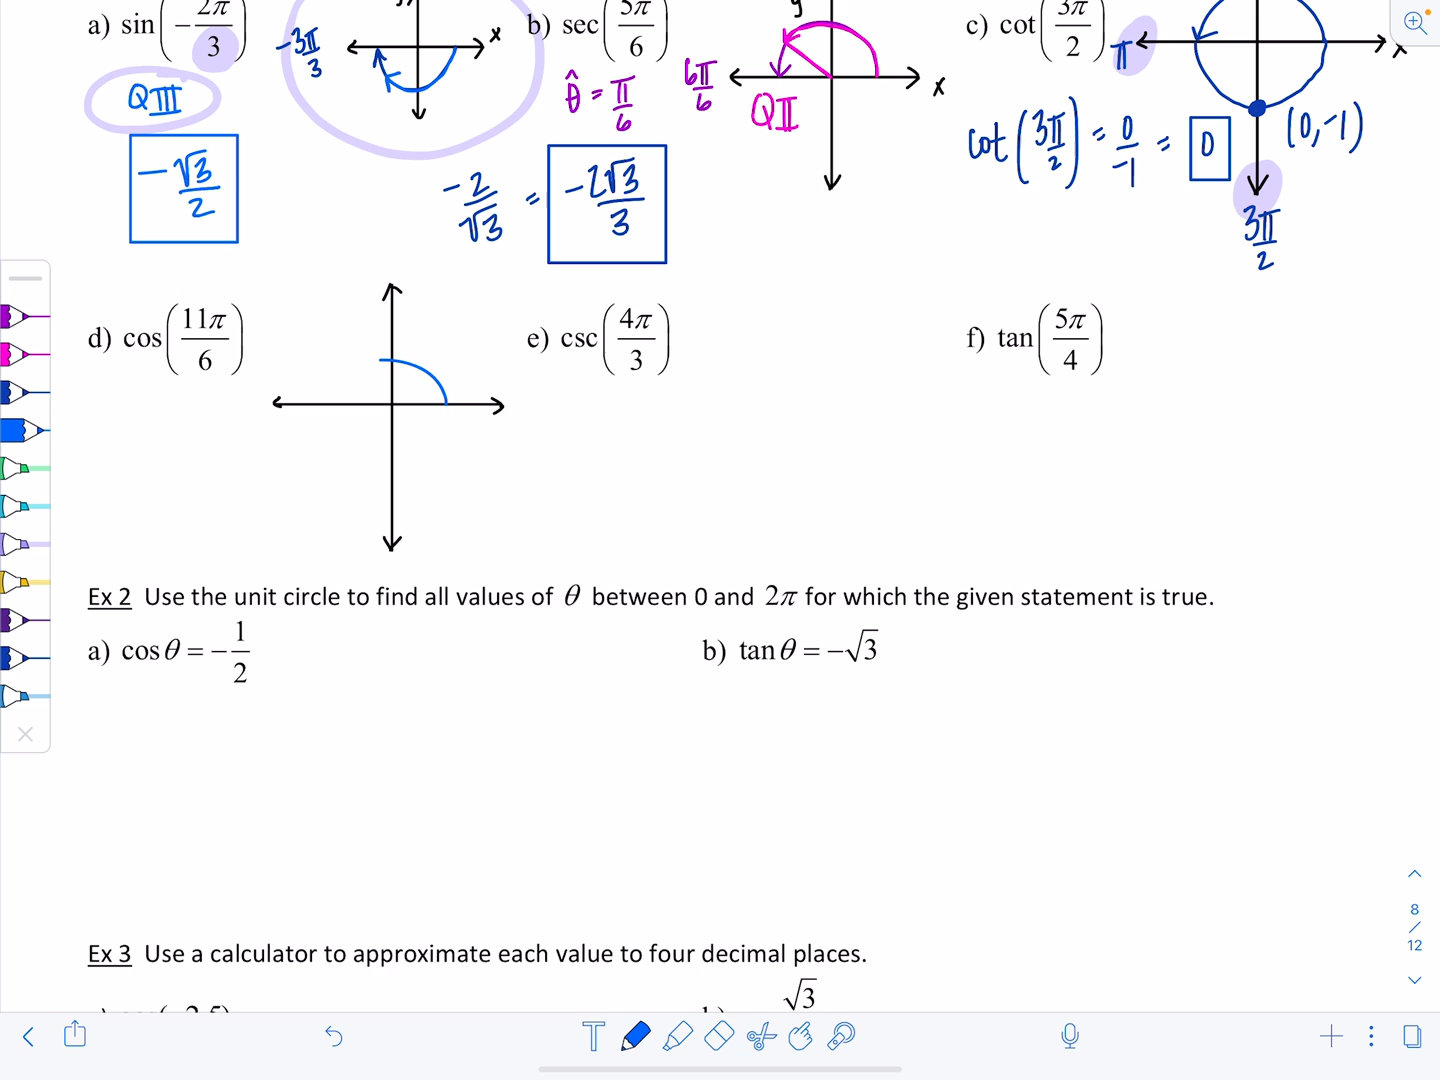 a) sin(-2π/3)
-3π/3
x
QIII
-√3/2
b) sec(5π/6)
θ̂ = π/6
6π/6
y
x
QII
-2/√3 = -2√3/3
c) cot(3π/2)
π
x
cot(3π/2) = 0/-1 = 0
(0,-1)
3π/2
d) cos(11π/6)
e) csc(4π/3)
f) tan(5π/4)
Ex 2 Use the unit circle to find all values of θ between 0 and 2π for which the given statement is true.
a) cosθ = -1/2
b) tanθ = -√3
Ex 3 Use a calculator to approximate each value to four decimal places.
√3
8
/
12
T